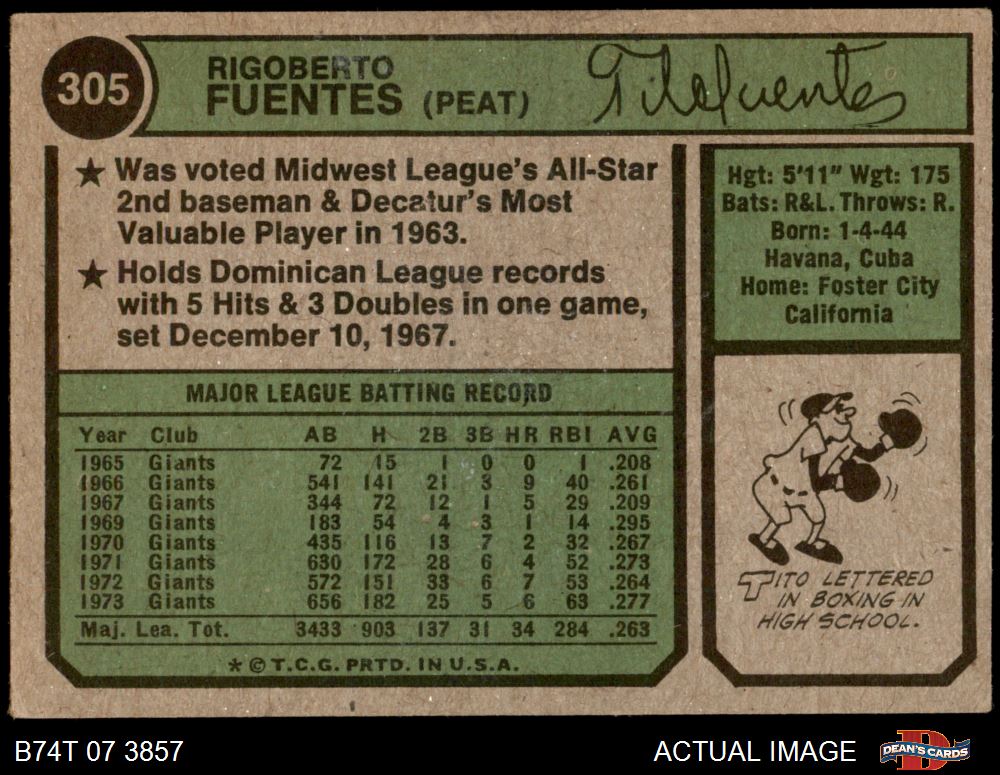 305
RIGOBERTO
FUENTES (PEAT)
Tito Fuentes
★ Was voted Midwest League's All-Star
2nd baseman & Decatur's Most
Valuable Player in 1963.
★ Holds Dominican League records
with 5 Hits & 3 Doubles in one game,
set December 10, 1967.
Hgt: 5'11" Wgt: 175
Bats: R&L. Throws: R.
Born: 1-4-44
Havana, Cuba
Home: Foster City
California
MAJOR LEAGUE BATTING RECORD
Year Club AB H 2B 3B HR RBI AVG
1965 Giants 72 15 1 0 0 1 .208
1966 Giants 541 141 21 3 9 40 .261
1967 Giants 344 72 12 1 5 29 .209
1969 Giants 183 54 4 3 1 14 .295
1970 Giants 435 116 13 7 2 32 .267
1971 Giants 630 172 28 6 4 52 .273
1972 Giants 572 151 33 6 7 53 .264
1973 Giants 656 182 25 5 6 63 .277
Maj. Lea. Tot. 3433 903 137 31 34 284 .263
* © T.C.G. PRTD. IN U.S.A.
TITO LETTERED
IN BOXING IN
HIGH SCHOOL.
B74T 07 3857
ACTUAL IMAGE
DEAN'S CARDS